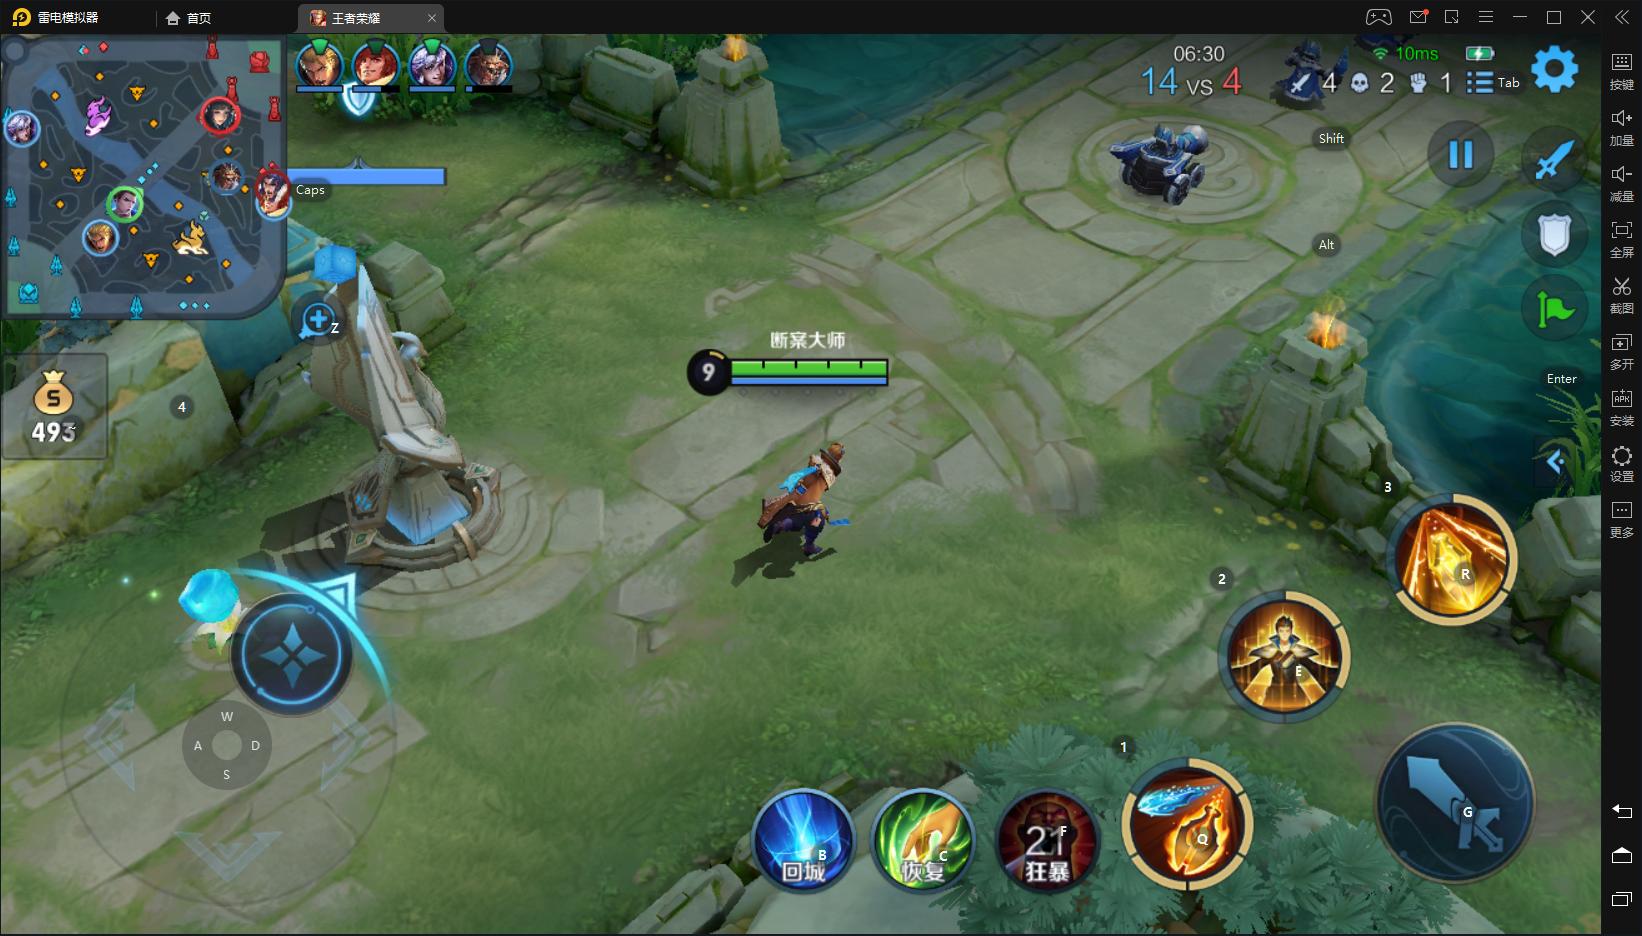 雷电模拟器
首页
王者荣耀
06:30
14 vs 4
4
2
1
10ms
Tab
Shift
Alt
Caps
Z
493
4
断案大师
9
Enter
3
R
2
E
1
Q
G
W
A
D
S
B
回城
C
恢复
F
21
狂暴
按键
加量
减量
全屏
截图
多开
APK
安装
设置
更多